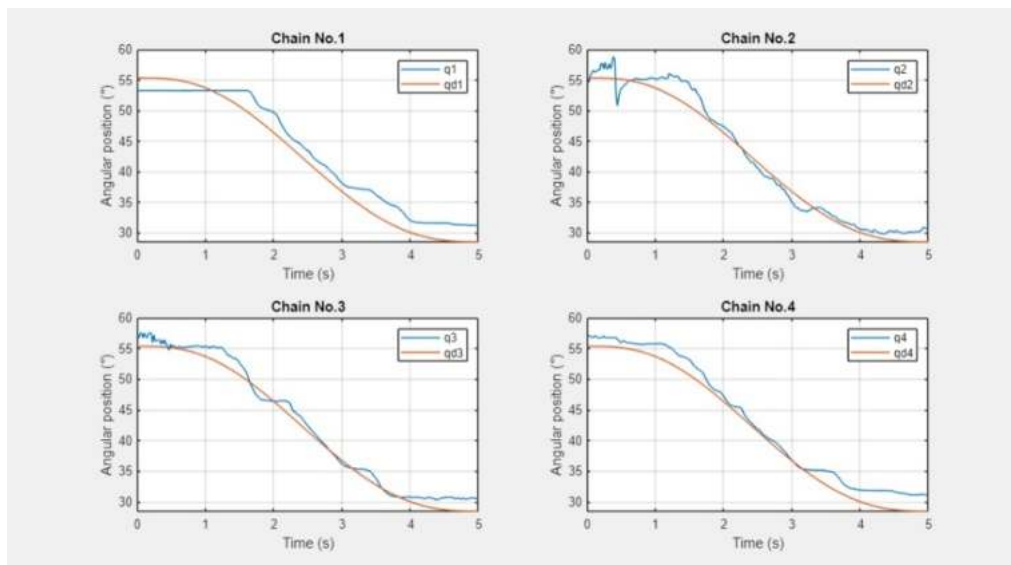 Chain No.1
60
55
50
45
40
35
30
Angular position (°)
q1
qd1
0 1 2 3 4 5
Time (s)
Chain No.2
60
55
50
45
40
35
30
Angular position (°)
q2
qd2
0 1 2 3 4 5
Time (s)
Chain No.3
60
55
50
45
40
35
30
Angular position (°)
q3
qd3
0 1 2 3 4 5
Time (s)
Chain No.4
60
55
50
45
40
35
30
Angular position (°)
q4
qd4
0 1 2 3 4 5
Time (s)